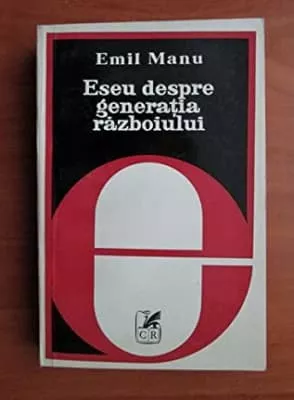 Emil Manu
Eseu despre
generația
războiului
CR